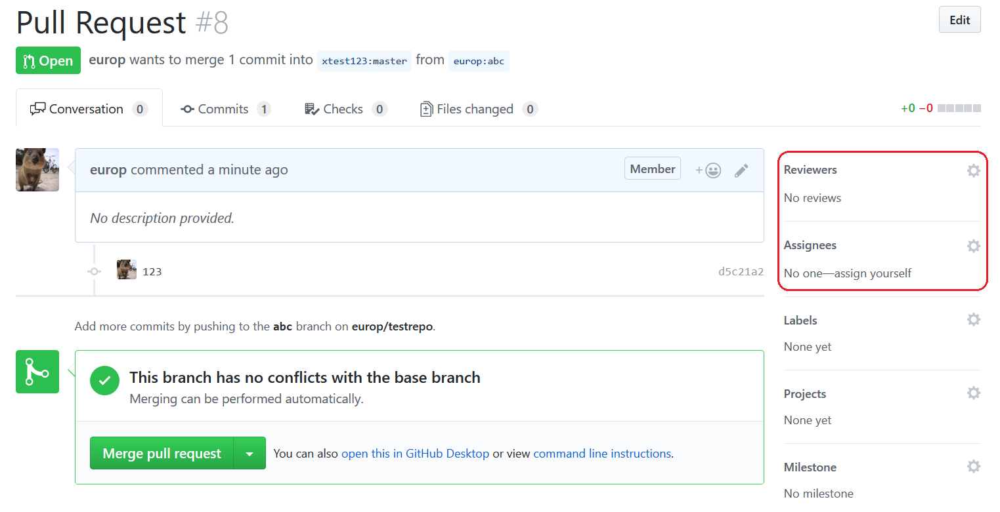 Pull Request #8
Edit
Open europ wants to merge 1 commit into xtest123:master from europ:abc
Conversation 0 Commits 1 Checks 0 Files changed 0 +0 −0
europ commented a minute ago Member +
No description provided.
123 d5c21a2
Add more commits by pushing to the abc branch on europ/testrepo.
This branch has no conflicts with the base branch
Merging can be performed automatically.
Merge pull request You can also open this in GitHub Desktop or view command line instructions.
Reviewers
No reviews
Assignees
No one—assign yourself
Labels
None yet
Projects
None yet
Milestone
No milestone